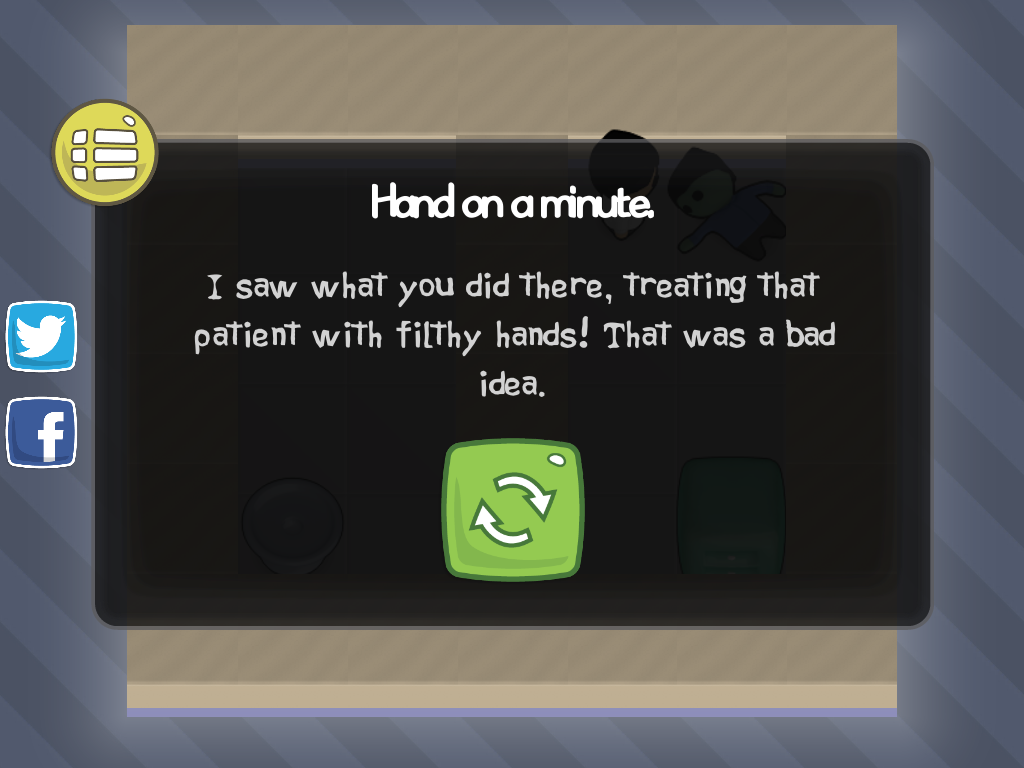 Hand on a minute.
I saw what you did there, treating that
patient with filthy hands! That was a bad
idea.